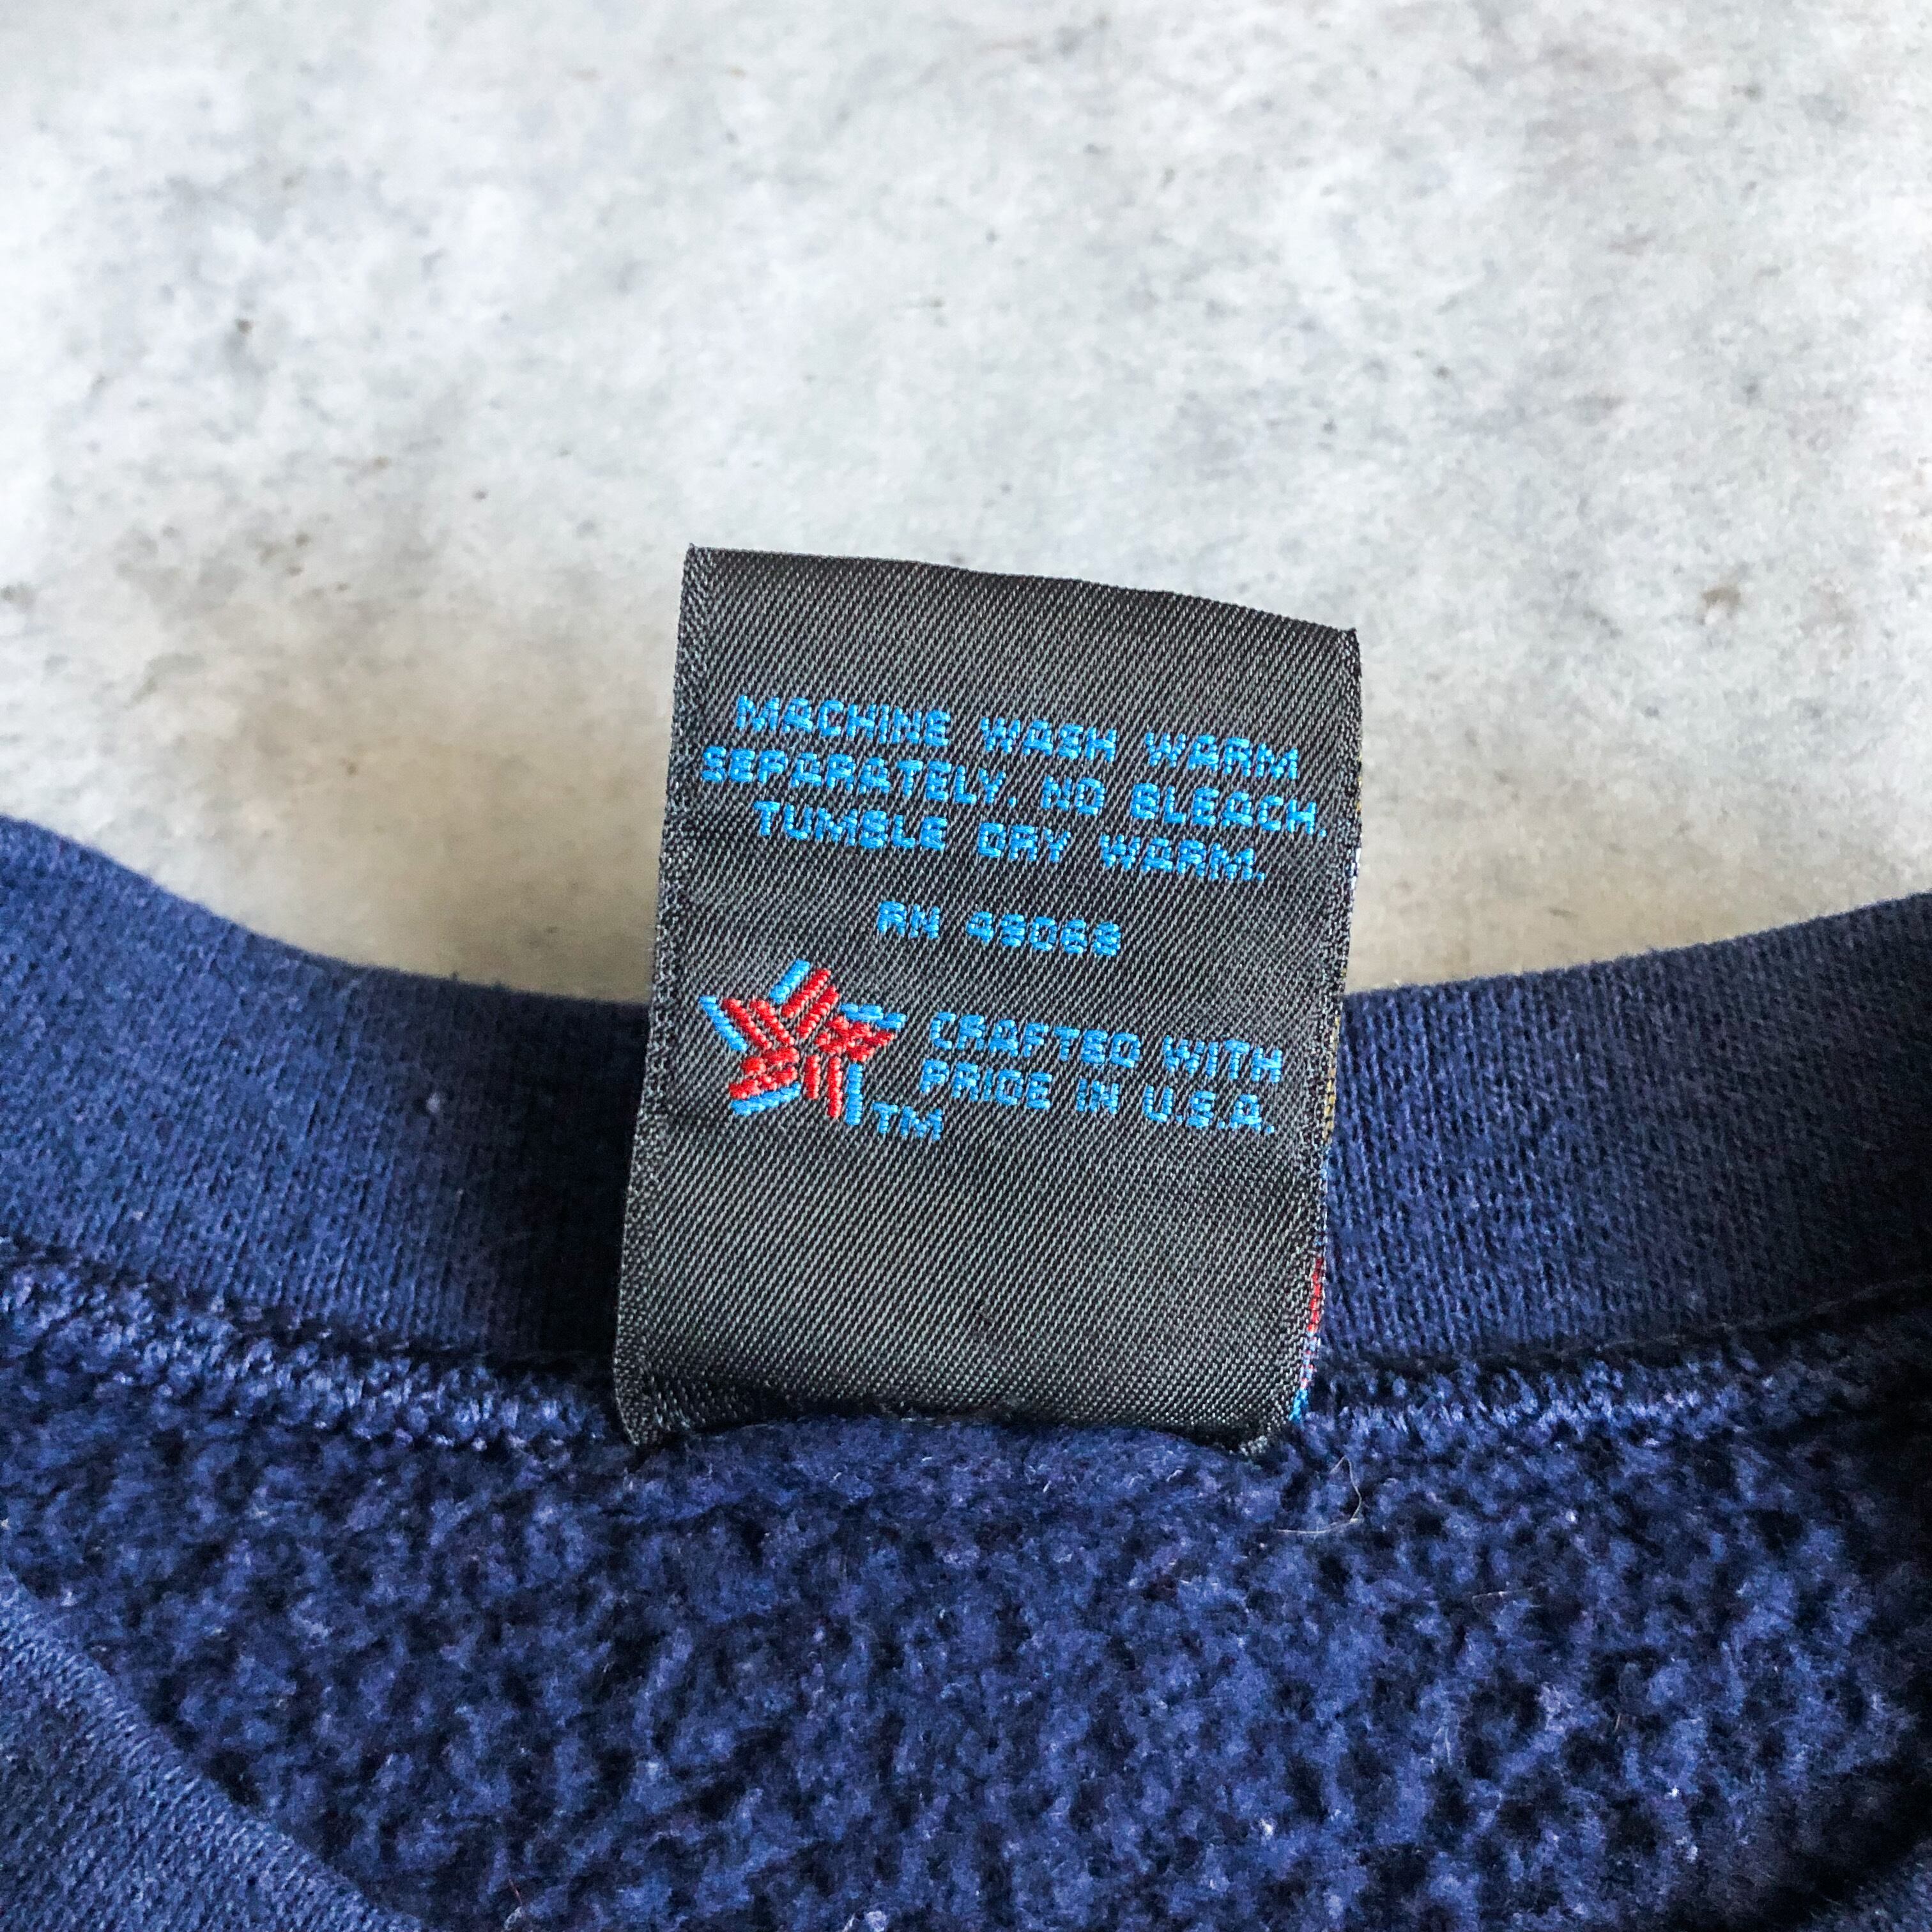 MACHINE WASH WARM
SEPARATELY. NO BLEACH.
TUMBLE DRY WARM.
RN 49068
CRAFTED WITH
PRIDE IN U.S.A.
TM